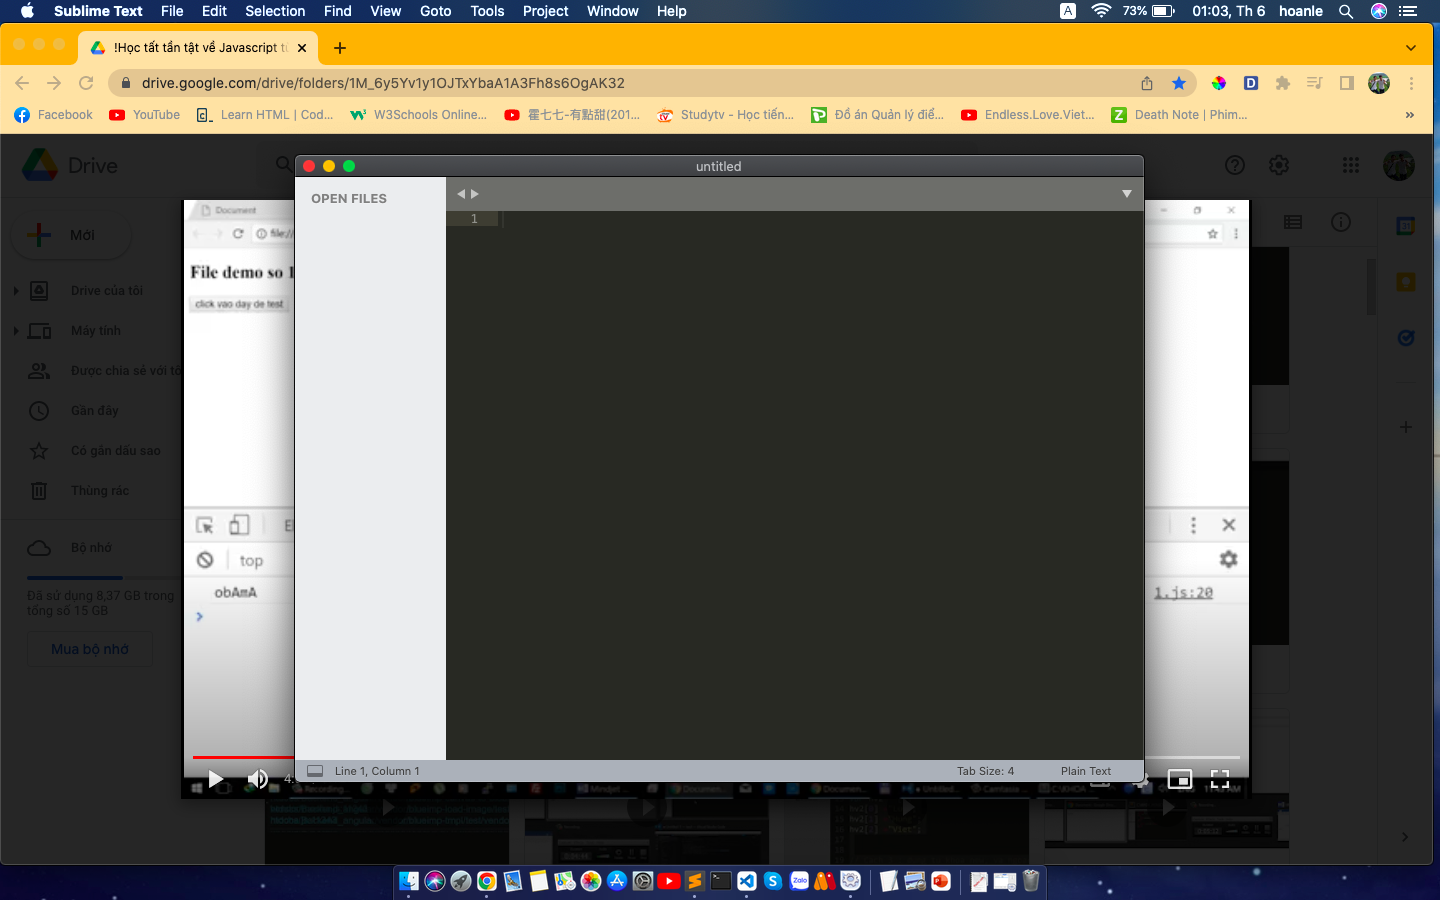 Sublime Text File Edit Selection Find View Goto Tools Project Window Help A 73% 01:03, Th 6 hoanle
!Học tất tần tật về Javascript từ
drive.google.com/drive/folders/1M_6y5Yv1y1OJTxYbaA1A3Fh8s6OgAK32
Facebook YouTube Learn HTML | Cod... W3Schools Online... 霍七七-有點甜(201... Studytv - Học tiến... Đồ án Quản lý điể... Endless.Love.Viet... Death Note | Phim...
Drive
untitled
OPEN FILES
1
Document
Mới
file://
File demo so 1
click vao day de test
Drive của tôi
Máy tính
Được chia sẻ với tô
Gần đây
Có gắn dấu sao
Thùng rác
Bộ nhớ
top
Đã sử dụng 8,37 GB trong
tổng số 15 GB
obAmA 1.js:20
Mua bộ nhớ
Line 1, Column 1 Tab Size: 4 Plain Text